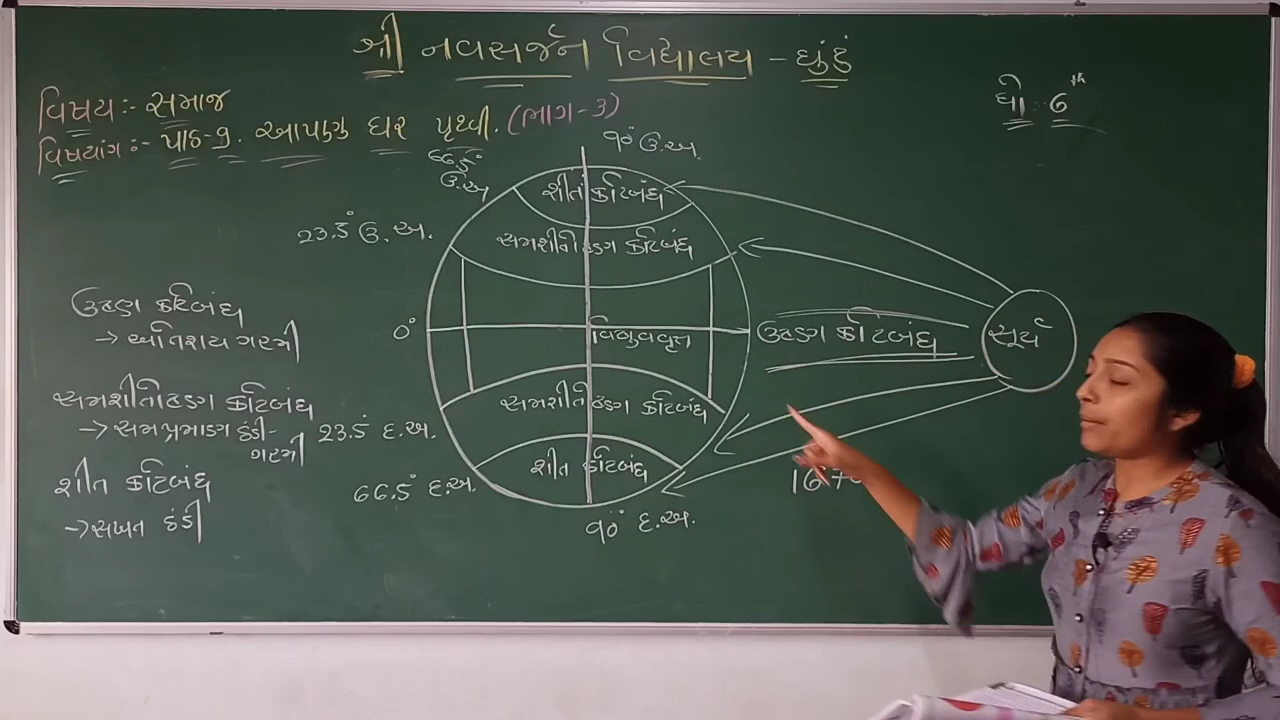 શ્રી નવસર્જન વિદ્યાલય – ઘુંટું
ધો :- 6th
વિષય :- સમાજ
વિષયાંગ :- પાઠ-9. આપણુ ઘર પૃથ્વી. (ભાગ-3)
90° ઉ.અ.
66.5° ઉ.અ
શીત કટિબંધ
23.5° ઉ.અ.
સમશીતોષ્ણ કટિબંધ
ઉષ્ણ કટિબંધ
→ અતિશય ગરમી
0°
વિષુવવૃત્ત
ઉષ્ણ કટિબંધ
સૂર્ય
સમશીતોષ્ણ કટિબંધ
→ સમપ્રમાણ ઠંડી-ગરમી
23.5° દ.અ.
સમશીતોષ્ણ કટિબંધ
શીત કટિબંધ
→ સખત ઠંડી
66.5° દ.અ.
શીત કટિબંધ
1670
90° દ.અ.